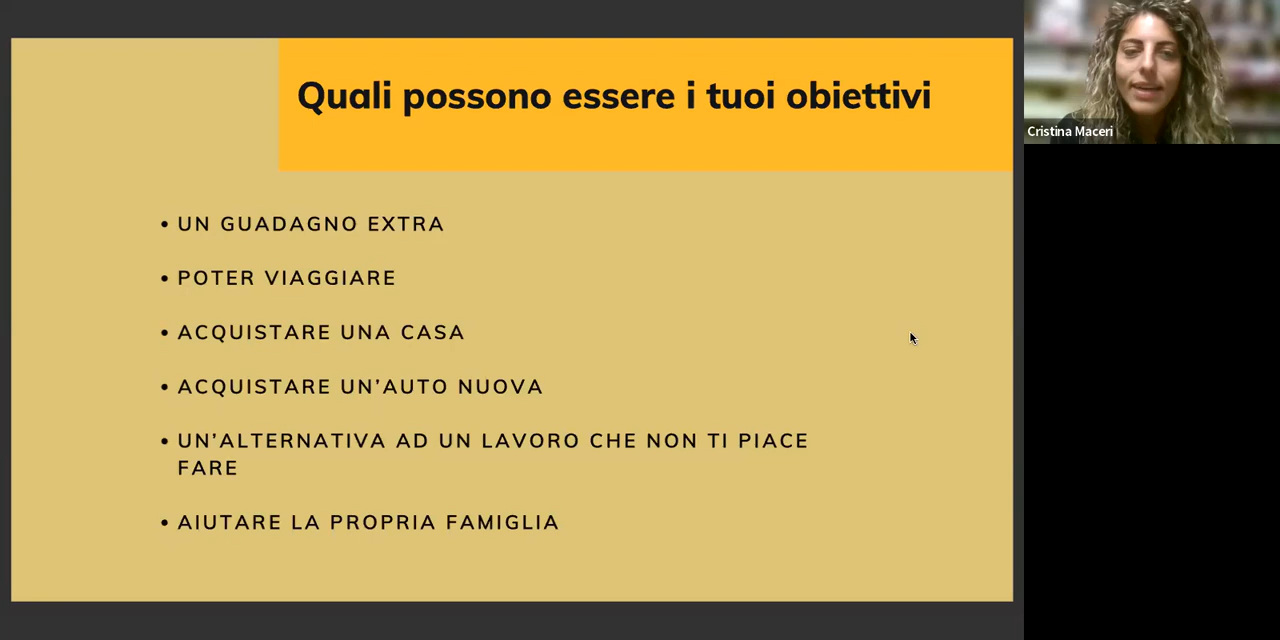 Quali possono essere i tuoi obiettivi
• UN GUADAGNO EXTRA
• POTER VIAGGIARE
• ACQUISTARE UNA CASA
• ACQUISTARE UN'AUTO NUOVA
• UN'ALTERNATIVA AD UN LAVORO CHE NON TI PIACE
FARE
• AIUTARE LA PROPRIA FAMIGLIA
Cristina Maceri